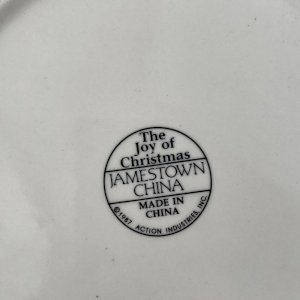 The
Joy of
Christmas
JAMESTOWN
CHINA
MADE IN
CHINA
©1987 ACTION INDUSTRIES, INC.